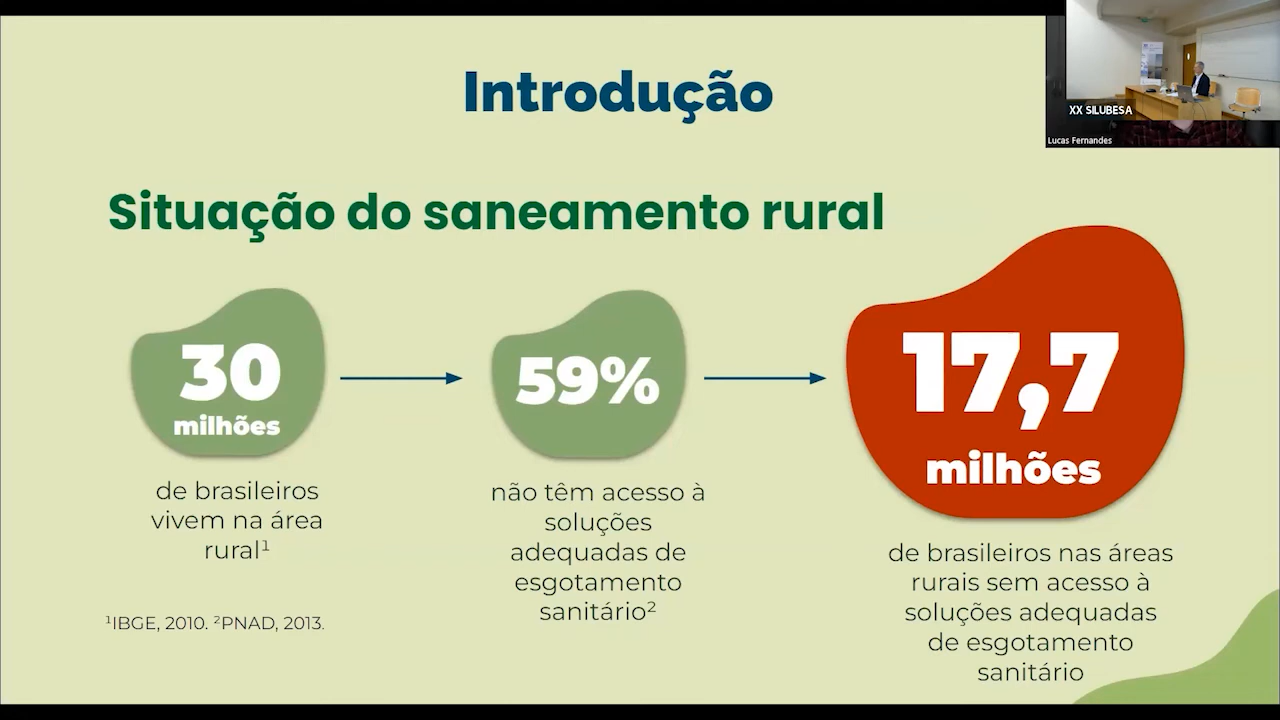 Introdução
XX SILUBESA
Lucas Fernandes
Situação do saneamento rural
30
milhões
de brasileiros
vivem na área
rural¹
59%
não têm acesso à
soluções
adequadas de
esgotamento
sanitário²
17,7
milhões
de brasileiros nas áreas
rurais sem acesso à
soluções adequadas
de esgotamento
sanitário
¹IBGE, 2010. ²PNAD, 2013.